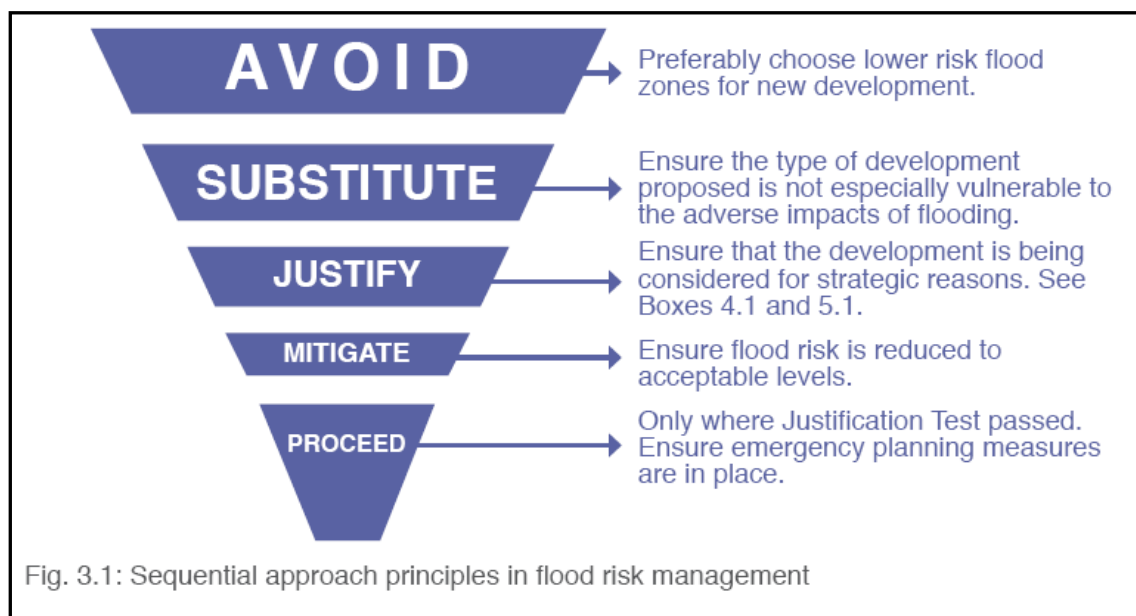 AVOID
Preferably choose lower risk flood
zones for new development.
SUBSTITUTE
Ensure the type of development
proposed is not especially vulnerable to
the adverse impacts of flooding.
JUSTIFY
Ensure that the development is being
considered for strategic reasons. See
Boxes 4.1 and 5.1.
MITIGATE
Ensure flood risk is reduced to
acceptable levels.
PROCEED
Only where Justification Test passed.
Ensure emergency planning measures
are in place.
Fig. 3.1: Sequential approach principles in flood risk management